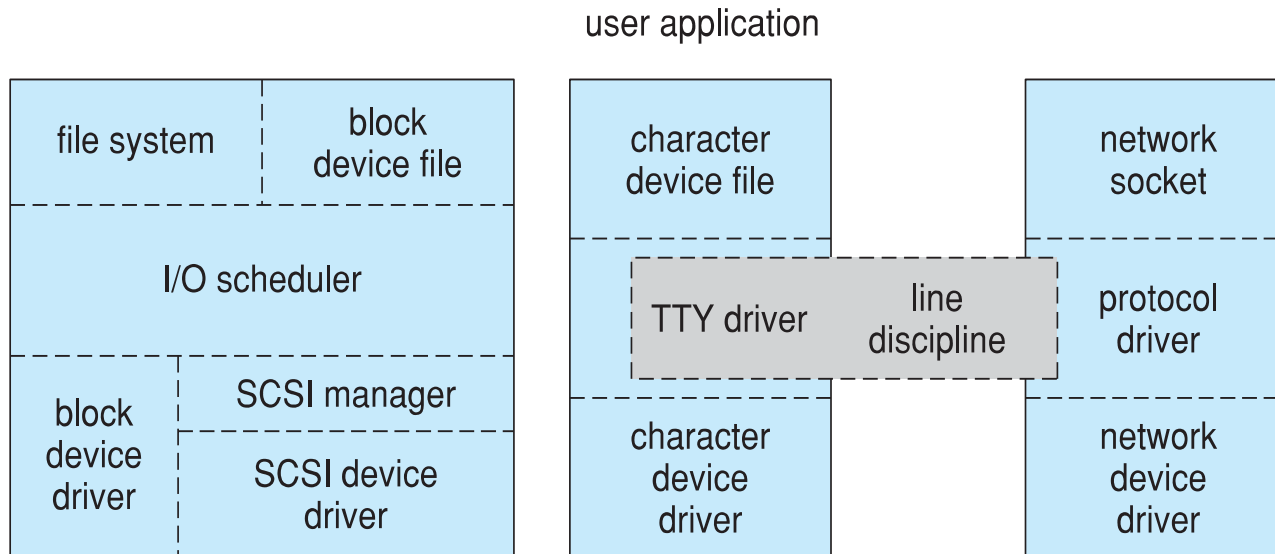 user application
file system
block
device file
I/O scheduler
block
device
driver
SCSI manager
SCSI device
driver
character
device file
TTY driver
line
discipline
character
device
driver
network
socket
protocol
driver
network
device
driver